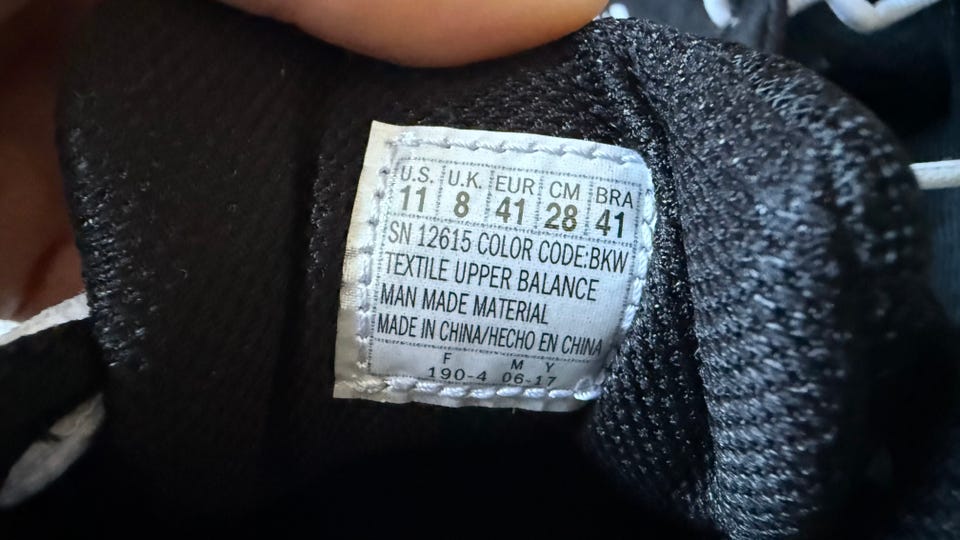 U.S. U.K. EUR CM BRA
11 8 41 28 41
SN 12615 COLOR CODE:BKW
TEXTILE UPPER BALANCE
MAN MADE MATERIAL
MADE IN CHINA/HECHO EN CHINA
F M Y
190-4 06-17